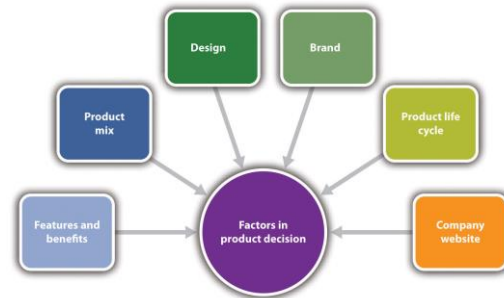 Design
Brand
Product
mix
Product life
cycle
Features and
benefits
Factors in
product decision
Company
website